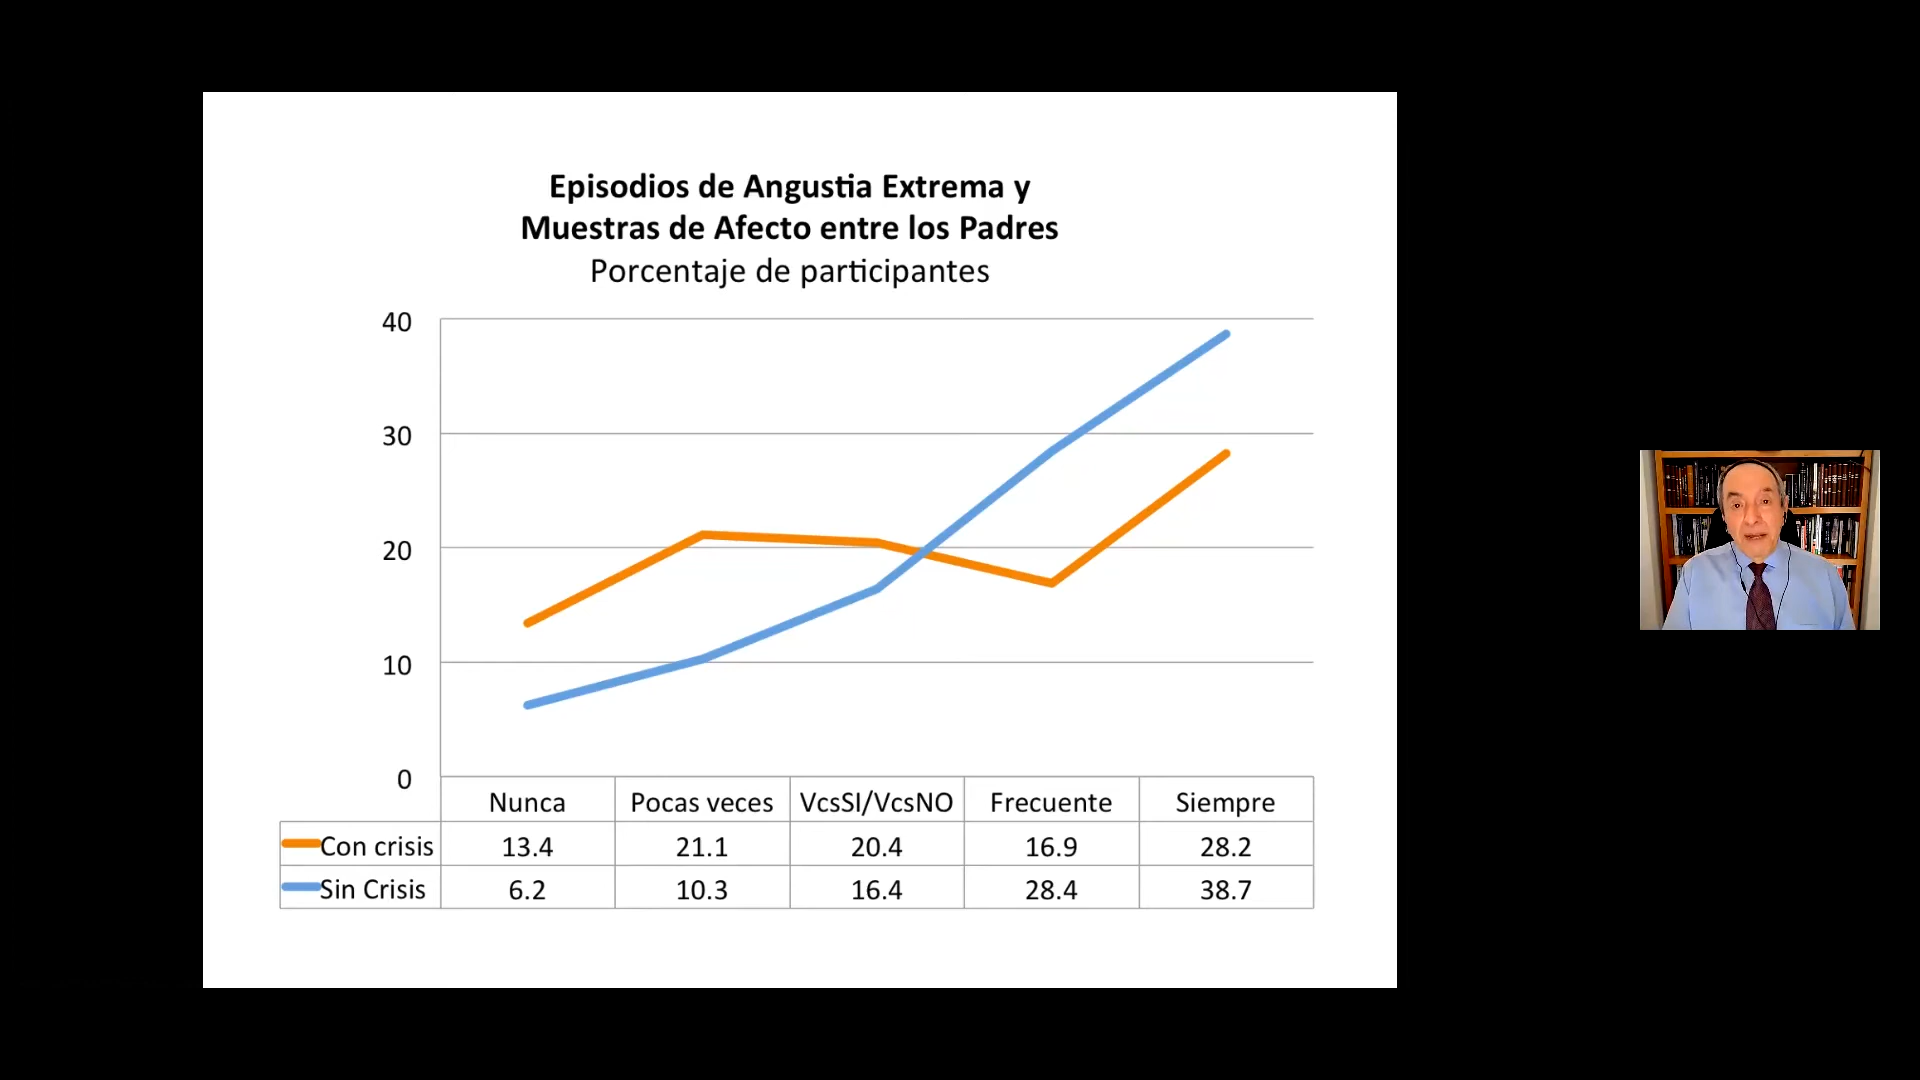 Episodios de Angustia Extrema y
Muestras de Afecto entre los Padres
Porcentaje de participantes
40
30
20
10
0
Nunca Pocas veces VcsSI/VcsNO Frecuente Siempre
Con crisis 13.4 21.1 20.4 16.9 28.2
Sin Crisis 6.2 10.3 16.4 28.4 38.7